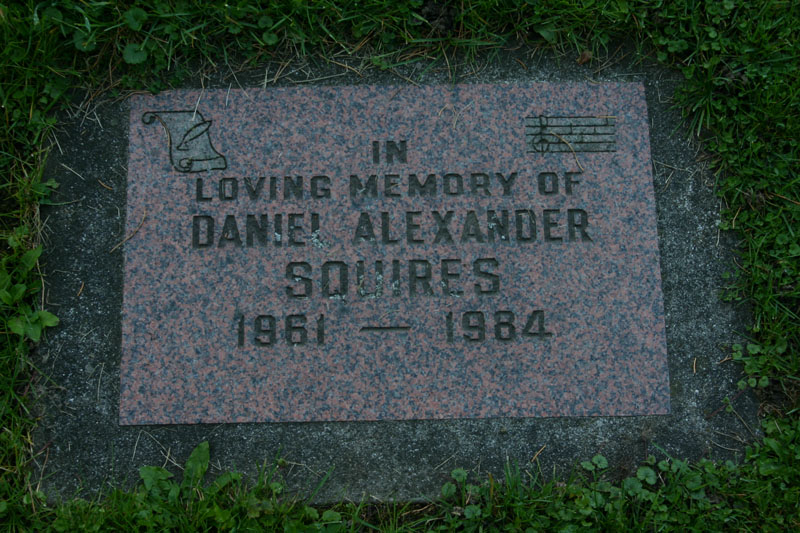 IN
LOVING MEMORY OF
DANIEL ALEXANDER
SQUIRES
1961 — 1984